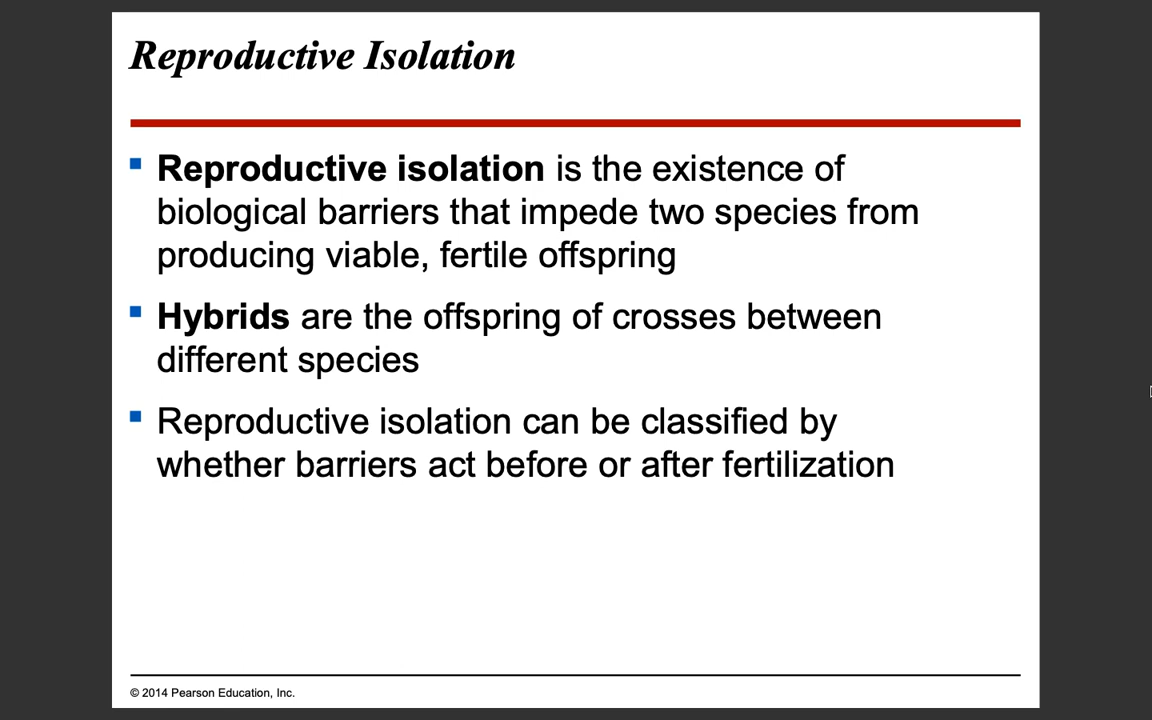 Reproductive Isolation
Reproductive isolation is the existence of
biological barriers that impede two species from
producing viable, fertile offspring
Hybrids are the offspring of crosses between
different species
Reproductive isolation can be classified by
whether barriers act before or after fertilization
© 2014 Pearson Education, Inc.